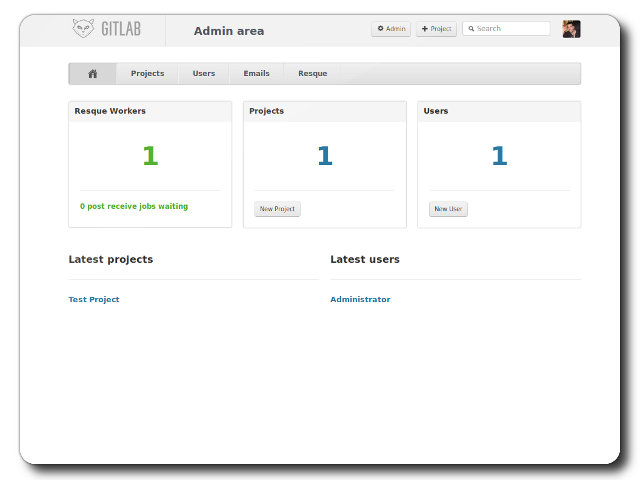 GITLAB Admin area Admin Project Search
Projects Users Emails Resque
Resque Workers Projects Users
1 1 1
0 post receive jobs waiting New Project New User
Latest projects Latest users
Test Project Administrator